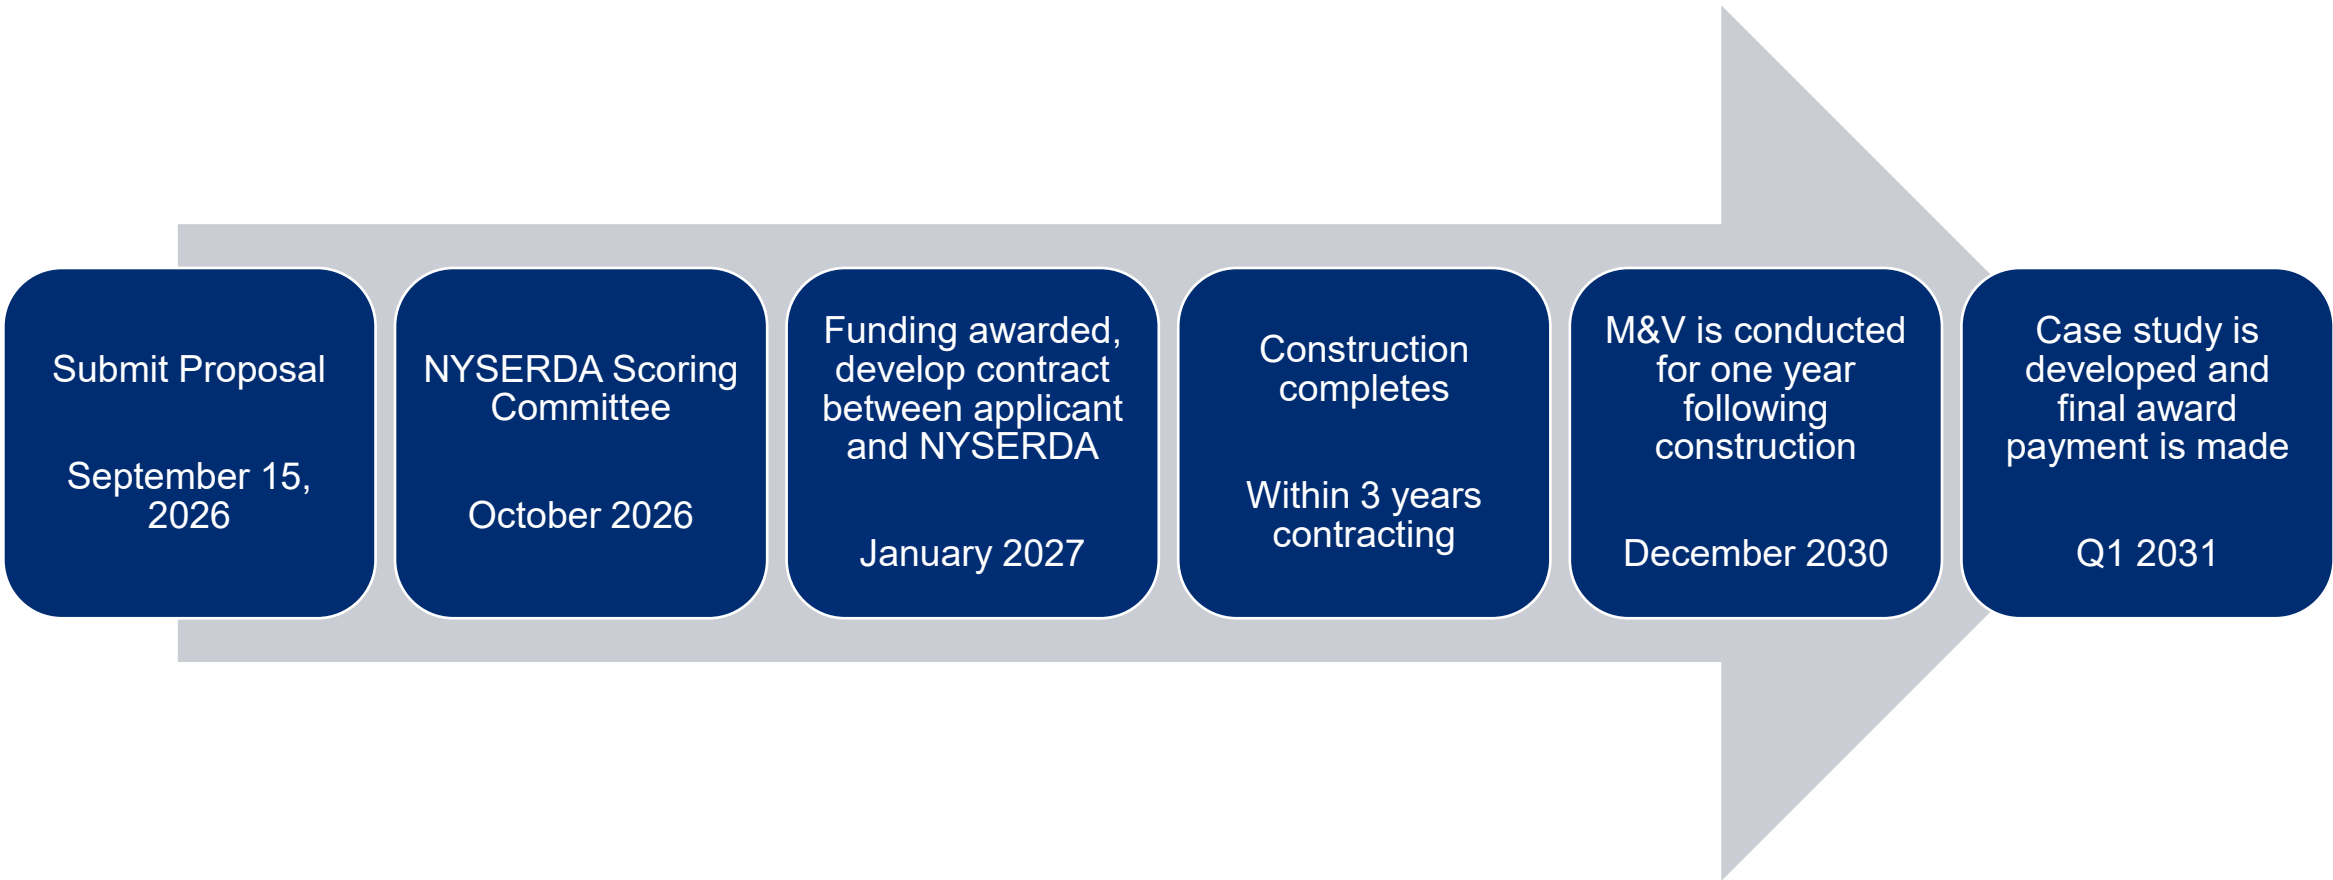 Submit Proposal
September 15,
2026
NYSERDA Scoring
Committee
October 2026
Funding awarded,
develop contract
between applicant
and NYSERDA
January 2027
Construction
completes
Within 3 years
contracting
M&V is conducted
for one year
following
construction
December 2030
Case study is
developed and
final award
payment is made
Q1 2031